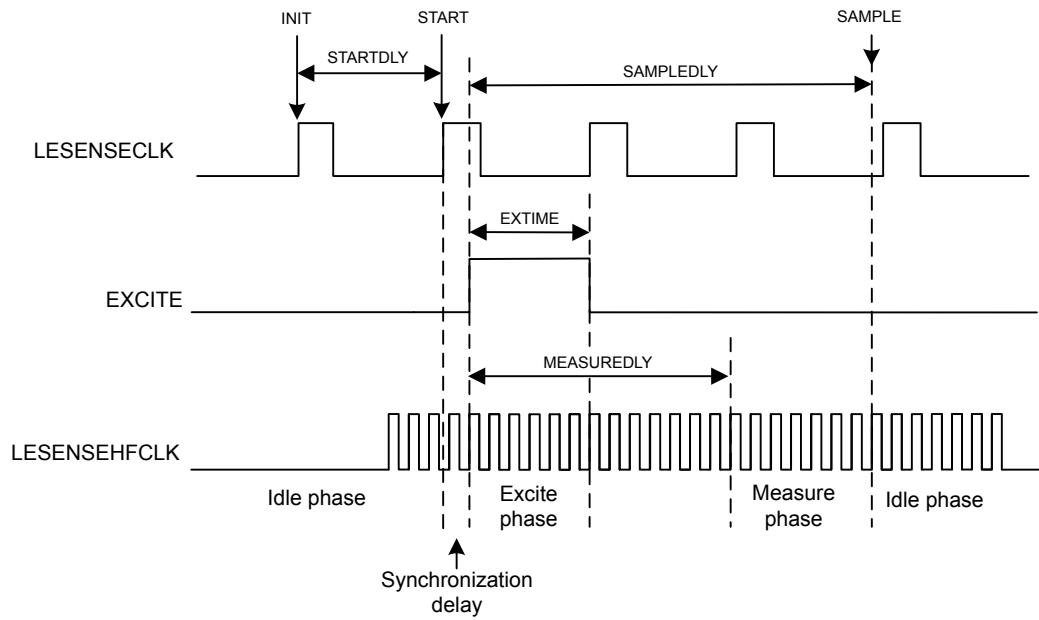 INIT
START
SAMPLE
STARTDLY
SAMPLEDLY
LESENSECLK
EXTIME
EXCITE
MEASUREDLY
LESENSEHFCLK
Idle phase
Excite
phase
Measure
phase
Idle phase
Synchronization
delay